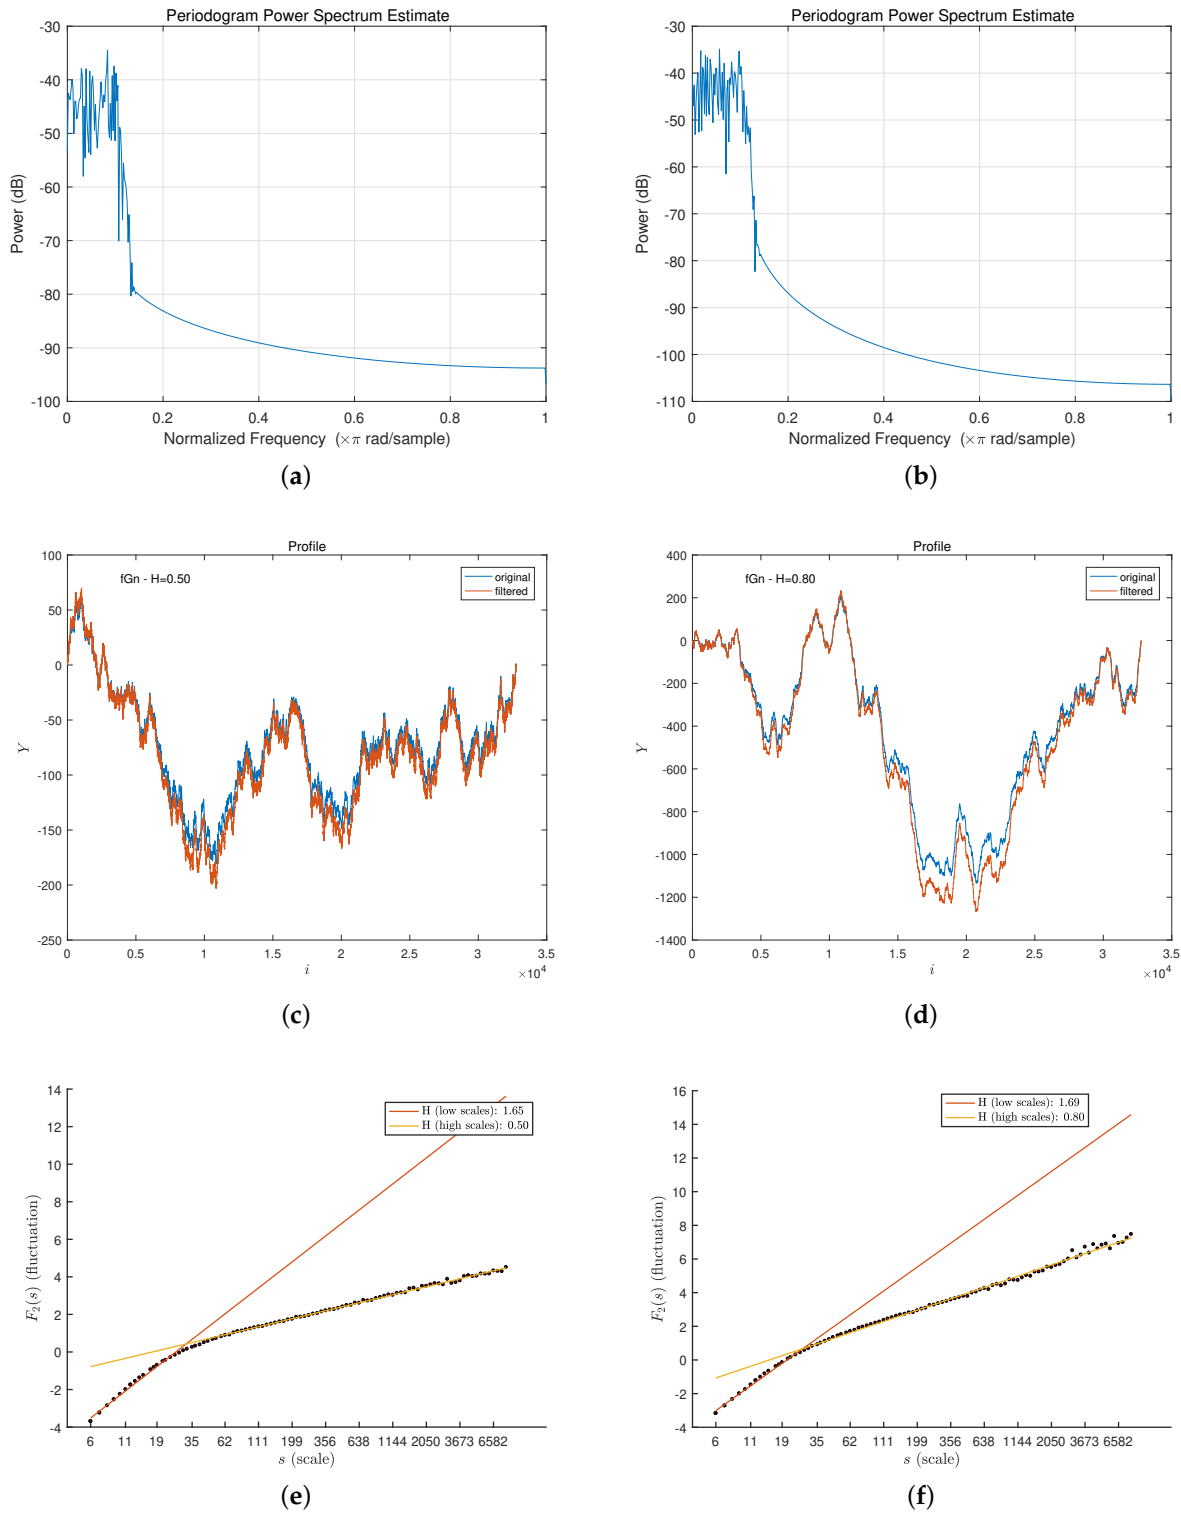 Periodogram Power Spectrum Estimate
-30
-40
-50
-60
-70
-80
-90
-100
Power (dB)
0 0.2 0.4 0.6 0.8 1
Normalized Frequency (×π rad/sample)
(a)
Periodogram Power Spectrum Estimate
-30
-40
-50
-60
-70
-80
-90
-100
-110
Power (dB)
0 0.2 0.4 0.6 0.8 1
Normalized Frequency (×π rad/sample)
(b)
Profile
fGn - H=0.50
original
filtered
100
50
0
-50
-100
-150
-200
-250
Y
0 0.5 1 1.5 2 2.5 3 3.5
i
×10⁴
(c)
Profile
fGn - H=0.80
original
filtered
400
200
0
-200
-400
-600
-800
-1000
-1200
-1400
Y
0 0.5 1 1.5 2 2.5 3 3.5
i
×10⁴
(d)
H (low scales): 1.65
H (high scales): 0.50
14
12
10
8
6
4
2
0
-2
-4
F₂(s) (fluctuation)
6 11 19 35 62 111 199 356 638 1144 2050 3673 6582
s (scale)
(e)
H (low scales): 1.69
H (high scales): 0.80
16
14
12
10
8
6
4
2
0
-2
-4
F₂(s) (fluctuation)
6 11 19 35 62 111 199 356 638 1144 2050 3673 6582
s (scale)
(f)